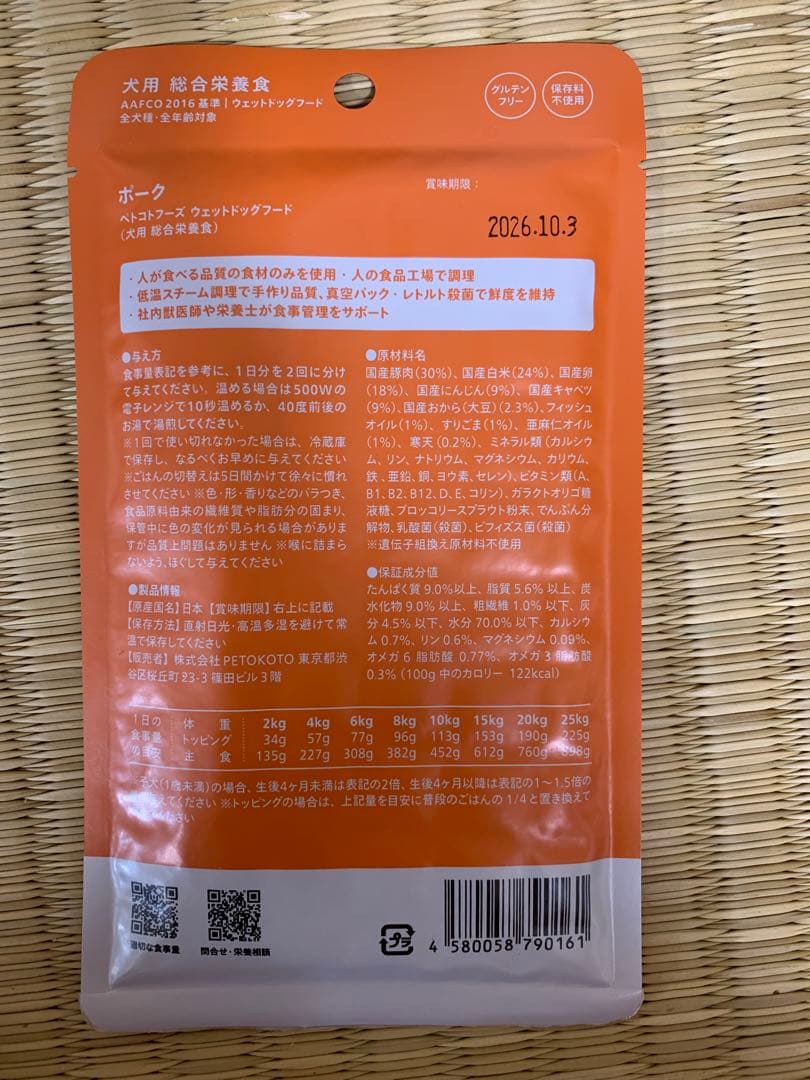 犬用 総合栄養食
AAFCO 2016 基準 | ウェットドッグフード
全犬種・全年齢対象
グルテン
フリー
保存料
不使用
ポーク
ペトコトフーズ ウェットドッグフード
(犬用 総合栄養食)
賞味期限:
2026.10.3
・人が食べる品質の食材のみを使用・人の食品工場で調理
・低温スチーム調理で手作り品質、真空パック・レトルト殺菌で鮮度を維持
・社内獣医師や栄養士が食事管理をサポート
●与え方
食事量表記を参考に、1日分を2回に分け
て与えてください。温める場合は500Wの
電子レンジで10秒温めるか、40度前後の
お湯で湯煎してください。
※1回で使い切れなかった場合は、冷蔵庫
で保存し、なるべくお早めに与えてください
※ごはんの切替えは5日間かけて徐々に慣れ
させてください ※色・形・香りなどのバラつき、
食品原料由来の繊維質や脂肪分の固まり、
保管中に色の変化が見られる場合がありま
すが品質上問題はありません ※喉に詰まら
ないよう、ほぐして与えてください
●製品情報
【原産国名】日本 【賞味期限】右上に記載
【保存方法】直射日光・高温多湿を避けて常
温で保存してください
【販売者】株式会社 PETOKOTO 東京都渋
谷区桜丘町 23-3 篠田ビル 3 階
●原材料名
国産豚肉(30%)、国産白米(24%)、国産卵
(18%)、国産にんじん(9%)、国産キャベツ
(9%)、国産おから(大豆)(2.3%)、フィッシュ
オイル(1%)、すりごま(1%)、亜麻仁オイル
(1%)、寒天(0.2%)、ミネラル類(カルシウ
ム、リン、ナトリウム、マグネシウム、カリウム、
鉄、亜鉛、銅、ヨウ素、セレン)、ビタミン類(A、
B1、B2、B12、D、E、コリン)、ガラクトオリゴ糖
液糖、ブロッコリースプラウト粉末、でんぷん分
解物、乳酸菌(殺菌)、ビフィズス菌(殺菌)
※遺伝子組換え原材料不使用
●保証成分値
たんぱく質 9.0%以上、脂質 5.6% 以上、炭
水化物 9.0% 以上、粗繊維 1.0% 以下、灰
分 4.5% 以下、水分 70.0% 以下、カルシウ
ム 0.7%、リン 0.6%、マグネシウム 0.09%、
オメガ 6 脂肪酸 0.77%、オメガ 3 脂肪酸
0.3%(100g 中のカロリー 122kcal)
1日の
食事量
の目安
体重 2kg 4kg 6kg 8kg 10kg 15kg 20kg 25kg
トッピング 34g 57g 77g 96g 113g 153g 190g 225g
主食 135g 227g 308g 382g 452g 612g 760g 898g
子犬(1歳未満)の場合、生後4ヶ月未満は表記の2倍、生後4ヶ月以降は表記の1〜1.5倍の
えてください ※トッピングの場合は、上記量を目安に普段のごはんの 1/4 と置き換えて
ださい
適切な食事量
問合せ・栄養相談
プラ
4 580058 790161